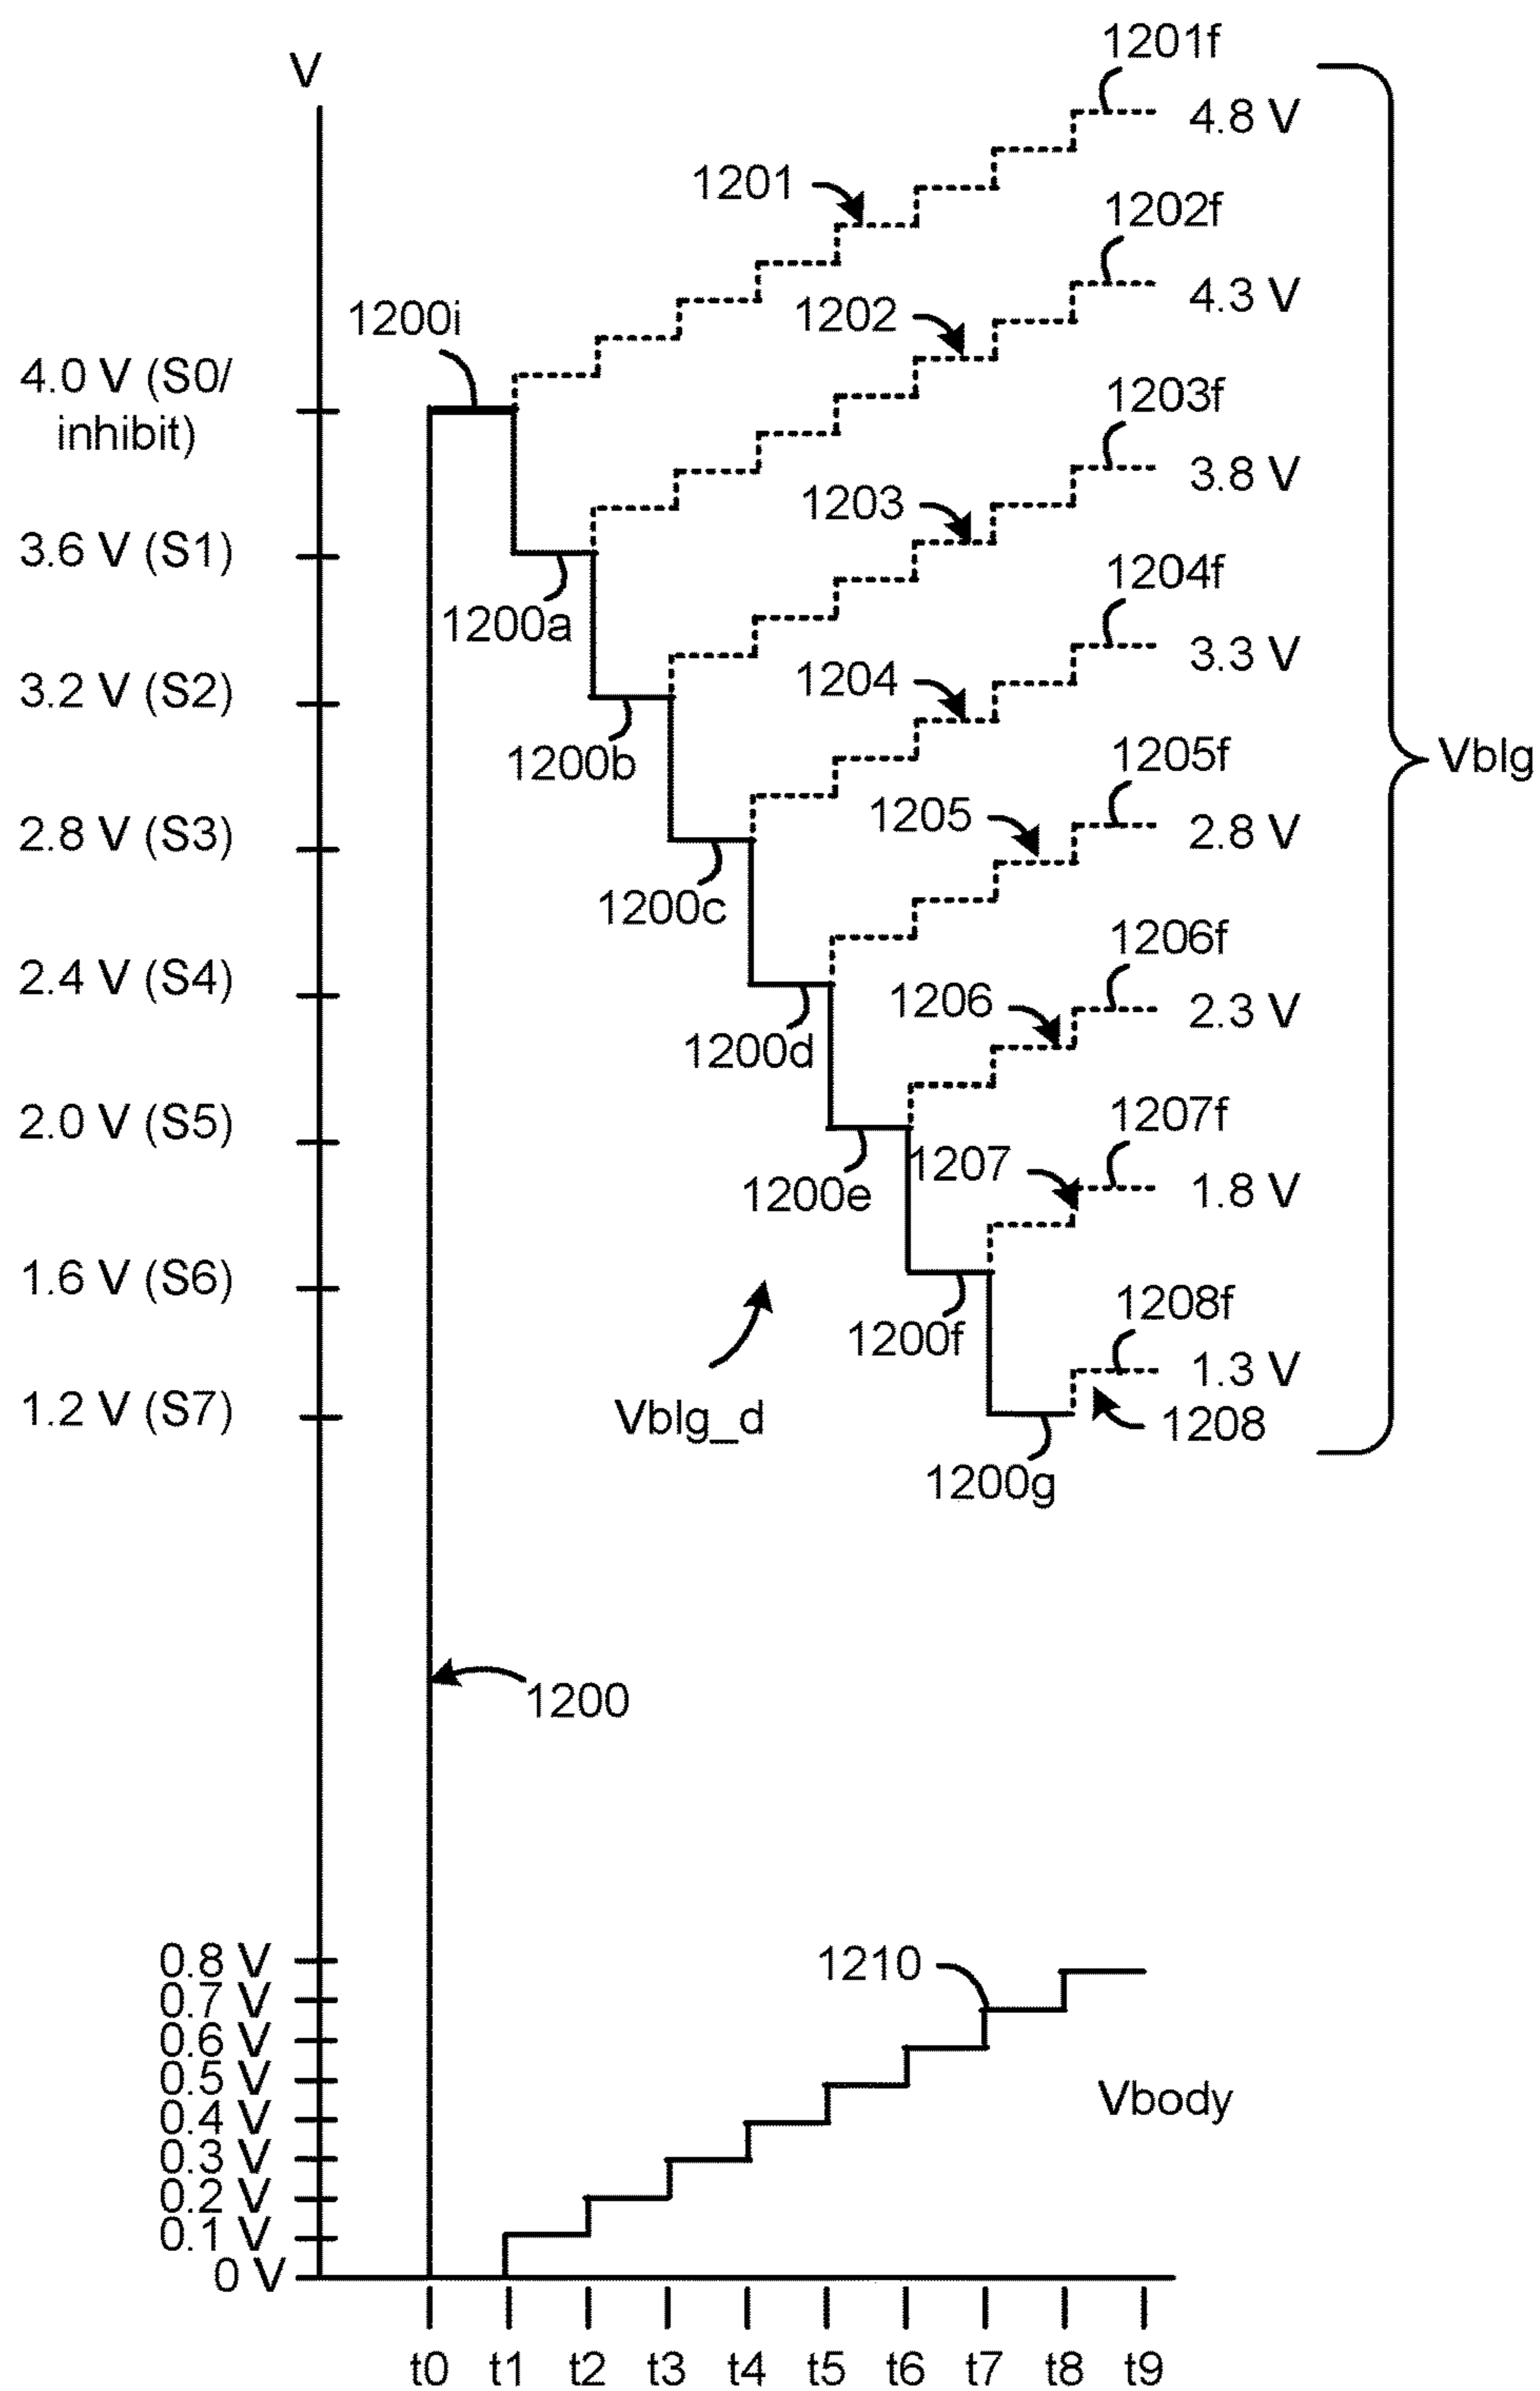 V
1201f
4.8 V
1201
1202f
4.3 V
1202
1200i
4.0 V (S0/
inhibit)
1203f
3.8 V
1203
3.6 V (S1)
1200a
1204f
3.3 V
1204
3.2 V (S2)
1200b
1205f
Vblg
2.8 V (S3)
1205
2.8 V
1200c
1206f
2.4 V (S4)
1206
2.3 V
1200d
2.0 V (S5)
1207f
1207
1.8 V
1200e
1.6 V (S6)
1208f
1200f
1.3 V
1.2 V (S7)
Vblg_d
1208
1200g
1200
0.8 V
1210
0.7 V
0.6 V
0.5 V
Vbody
0.4 V
0.3 V
0.2 V
0.1 V
0 V
t0 t1 t2 t3 t4 t5 t6 t7 t8 t9